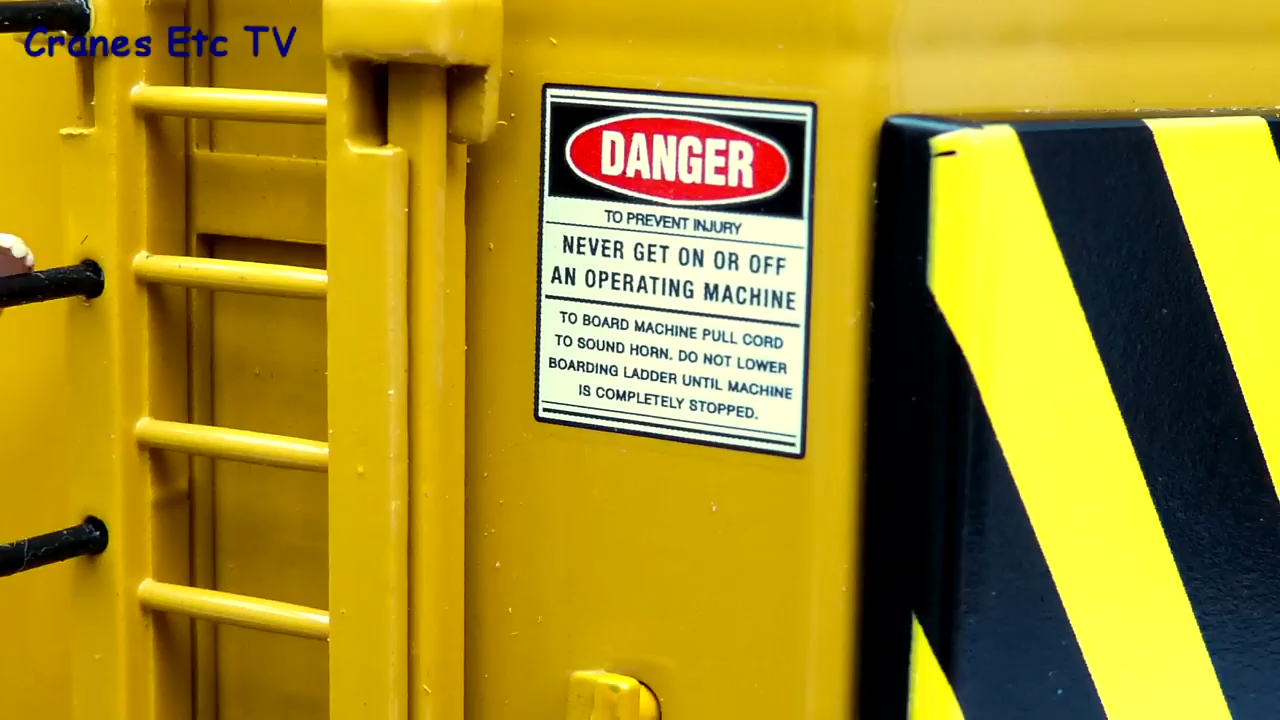 Cranes Etc TV
DANGER
TO PREVENT INJURY
NEVER GET ON OR OFF
AN OPERATING MACHINE
TO BOARD MACHINE PULL CORD
TO SOUND HORN. DO NOT LOWER
BOARDING LADDER UNTIL MACHINE
IS COMPLETELY STOPPED.